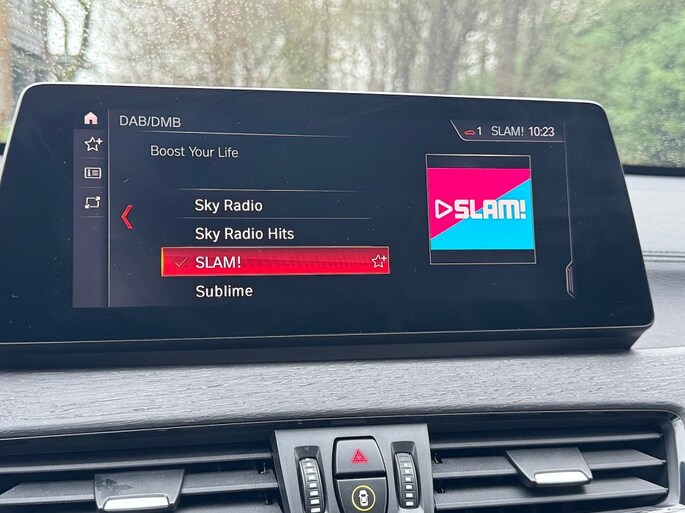 DAB/DMB
1 SLAM! 10:23
Boost Your Life
Sky Radio
Sky Radio Hits
SLAM!
Sublime
SLAM!